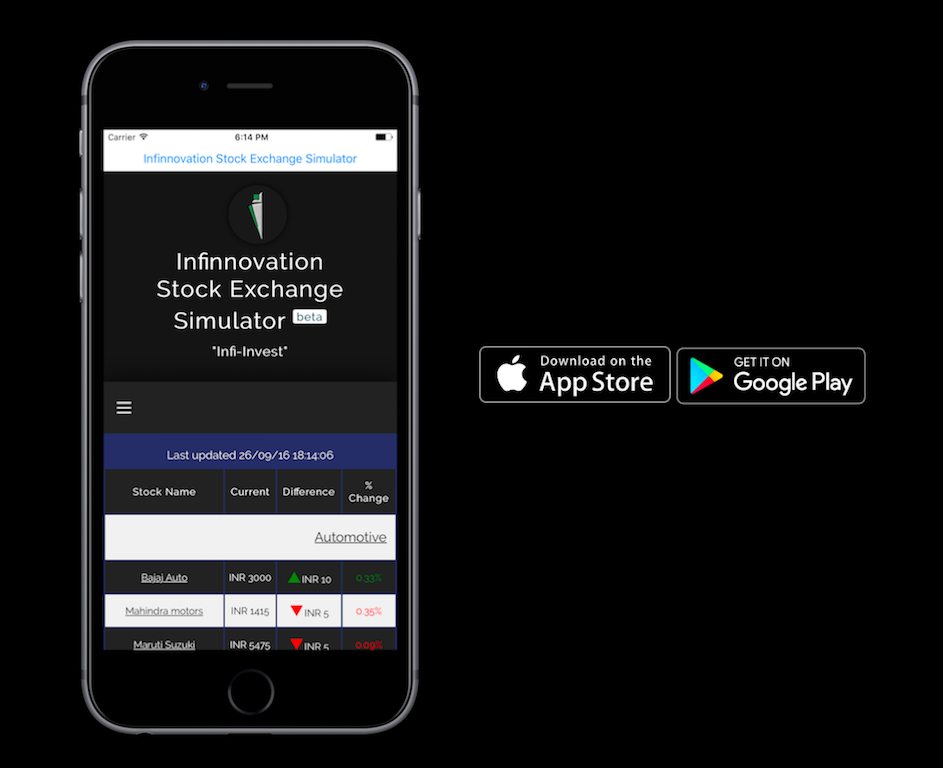 Carrier
6:14 PM
Infinnovation Stock Exchange Simulator
Infinnovation
Stock Exchange
Simulator beta
"Infi-Invest"
Last updated 26/09/16 18:14:06
Stock Name Current Difference % Change
Automotive
Bajaj Auto INR 3000 INR 10 0.33%
Mahindra motors INR 1415 INR 5 0.35%
Maruti Suzuki INR 5475 INR 5 0.09%
Download on the
App Store
GET IT ON
Google Play